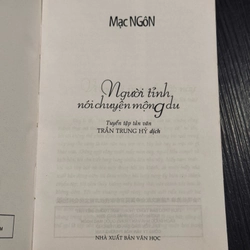 Mạc NGôN
Người tỉnh
nói chuyện mộng du
Tuyển tập tản văn
TRẦN TRUNG HỶ dịch
NHÀ XUẤT BẢN VĂN HỌC